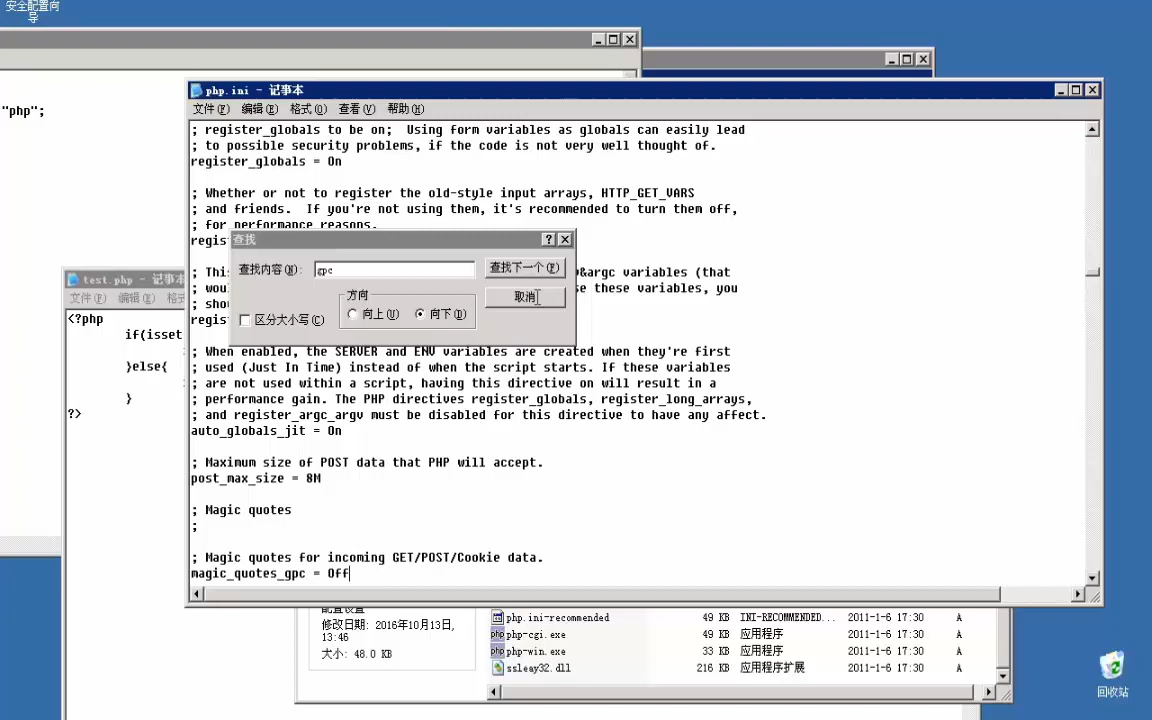 安全配置向
导
"php";
php.ini - 记事本
文件(F) 编辑(E) 格式(O) 查看(V) 帮助(H)
; register_globals to be on;  Using form variables as globals can easily lead
; to possible security problems, if the code is not very well thought of.
register_globals = On
; Whether or not to register the old-style input arrays, HTTP_GET_VARS
; and friends.  If you're not using them, it's recommended to turn them off,
; for performance reasons.
regis
查找
查找内容(N): gpc
查找下一个(F)
方向
向上(U) 向下(D)
取消
区分大小写(C)
; Thi
&argc variables (that
; wou
se these variables, you
; sho
regis
; When enabled, the SERVER and ENV variables are created when they're first
; used (Just In Time) instead of when the script starts. If these variables
; are not used within a script, having this directive on will result in a
; performance gain. The PHP directives register_globals, register_long_arrays,
; and register_argc_argv must be disabled for this directive to have any affect.
auto_globals_jit = On
; Maximum size of POST data that PHP will accept.
post_max_size = 8M
; Magic quotes
;
; Magic quotes for incoming GET/POST/Cookie data.
magic_quotes_gpc = Off
test.php - 记事本
文件(F) 编辑(E) 格式
<?php
if(isset
}else{
}
?>
修改日期: 2016年10月13日,
13:46
大小: 48.0 KB
php.ini-recommended 49 KB INI-RECOMMENDED... 2011-1-6 17:30 A
php-cgi.exe 49 KB 应用程序 2011-1-6 17:30 A
php-win.exe 33 KB 应用程序 2011-1-6 17:30 A
ssleay32.dll 216 KB 应用程序扩展 2011-1-6 17:30 A
回收站